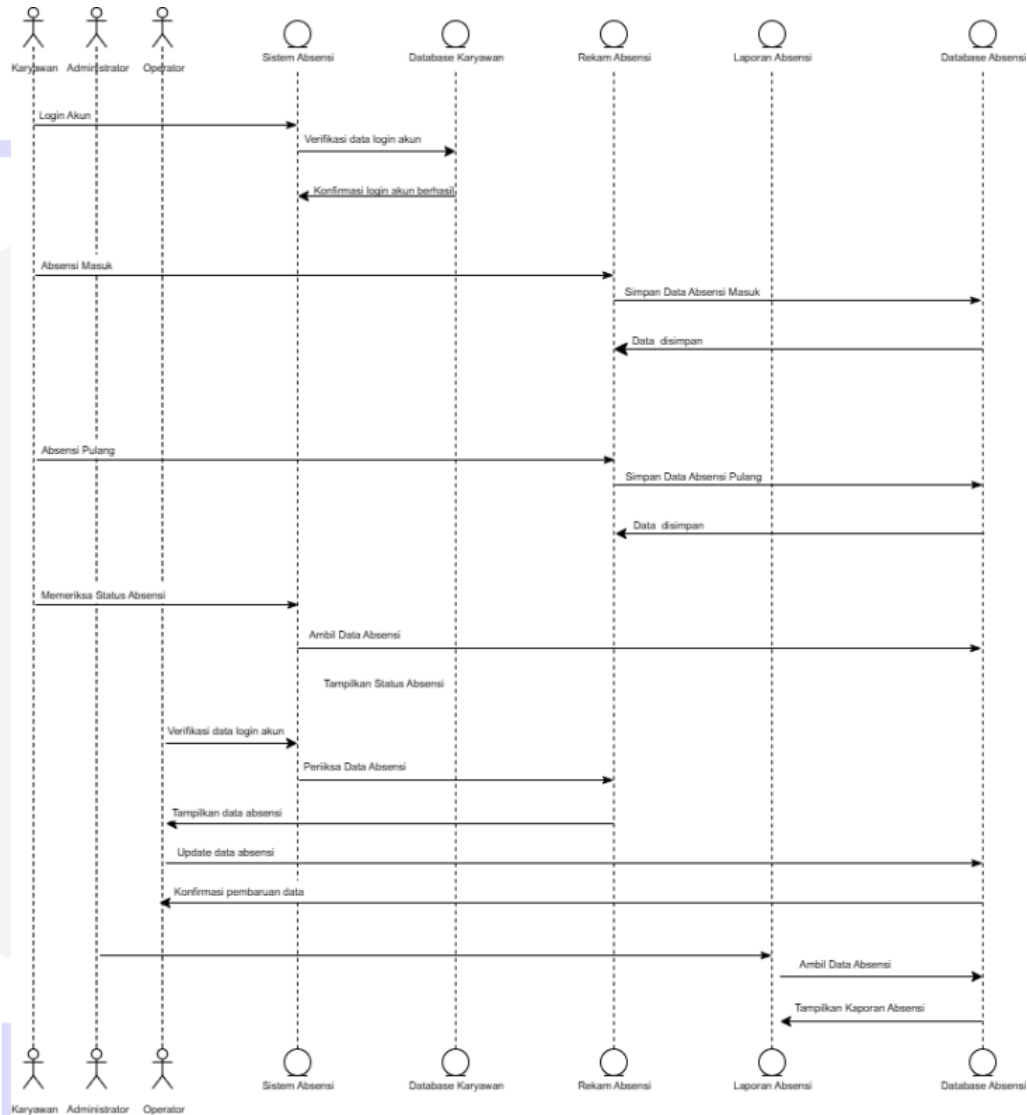 Karyawan Administrator Operator Sistem Absensi Database Karyawan Rekam Absensi Laporan Absensi Database Absensi
Login Akun
Verifikasi data login akun
Konfirmasi login akun berhasil
Absensi Masuk
Simpan Data Absensi Masuk
Data disimpan
Absensi Pulang
Simpan Data Absensi Pulang
Data disimpan
Memeriksa Status Absensi
Ambil Data Absensi
Tampilkan Status Absensi
Verifikasi data login akun
Periiksa Data Absensi
Tampilkan data absensi
Update data absensi
Konfirmasi pembaruan data
Ambil Data Absensi
Tampilkan Kaporan Absensi
Sistem Absensi Database Karyawan Rekam Absensi Laporan Absensi Database Absensi
Karyawan Administrator Operator